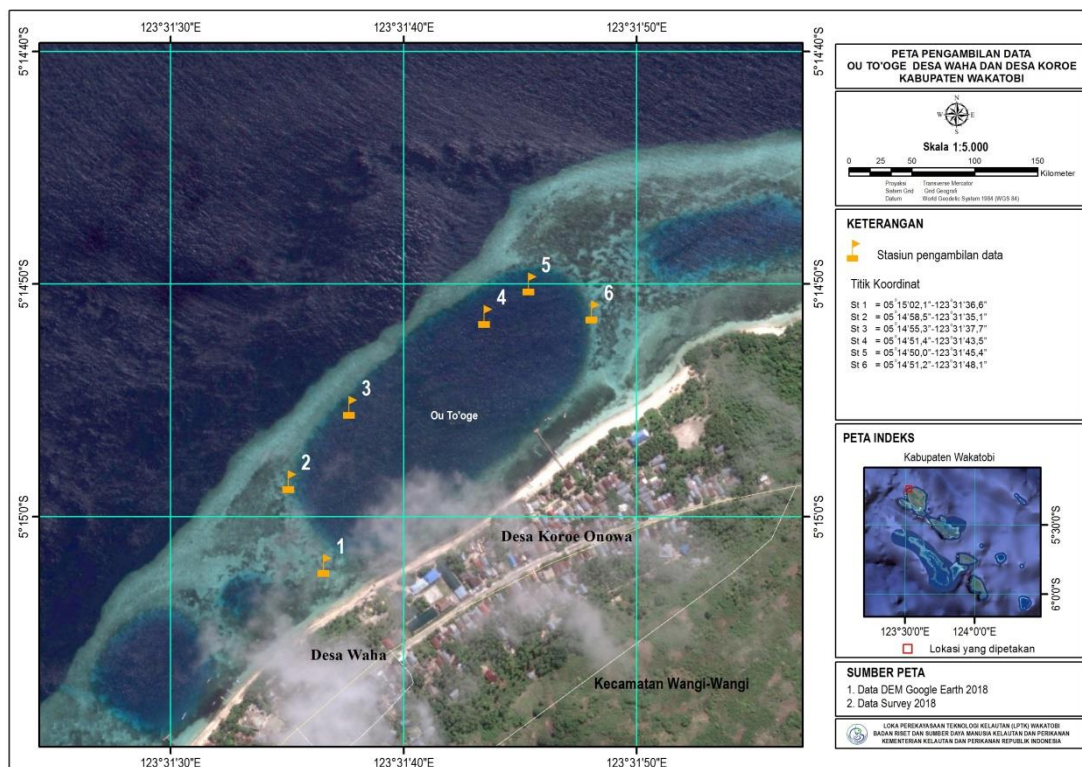 123°31'30"E 123°31'40"E 123°31'50"E
5°14'40"S
5°14'50"S
5°15'0"S
5
4
6
3
Ou To'oge
2
1
Desa Koroe Onowa
Desa Waha
Kecamatan Wangi-Wangi
5°14'40"S
5°14'50"S
5°15'0"S
123°31'30"E 123°31'40"E 123°31'50"E
PETA PENGAMBILAN DATA
OU TO'OGE DESA WAHA DAN DESA KOROE
KABUPATEN WAKATOBI
N
W E
S
Skala 1:5.000
0 25 50 100 150
Kilometer
Proyeksi : Transverse Mercator
Sistem Grid : Grid Geografi
Datum : World Geodetic System 1984 (WGS 84)
KETERANGAN
Stasiun pengambilan data
Titik Koordinat
St 1 = 05°15'02,1"-123°31'36,6"
St 2 = 05°14'58,5"-123°31'35,1"
St 3 = 05°14'55,3"-123°31'37,7"
St 4 = 05°14'51,4"-123°31'43,5"
St 5 = 05°14'50,0"-123°31'45,4"
St 6 = 05°14'51,2"-123°31'48,1"
PETA INDEKS
Kabupaten Wakatobi
5°30'0"S
6°0'0"S
123°30'0"E 124°0'0"E
Lokasi yang dipetakan
SUMBER PETA
1. Data DEM Google Earth 2018
2. Data Survey 2018
LOKA PEREKAYASAAN TEKNOLOGI KELAUTAN (LPTK) WAKATOBI
BADAN RISET DAN SUMBER DAYA MANUSIA KELAUTAN DAN PERIKANAN
KEMENTERIAN KELAUTAN DAN PERIKANAN REPUBLIK INDONESIA